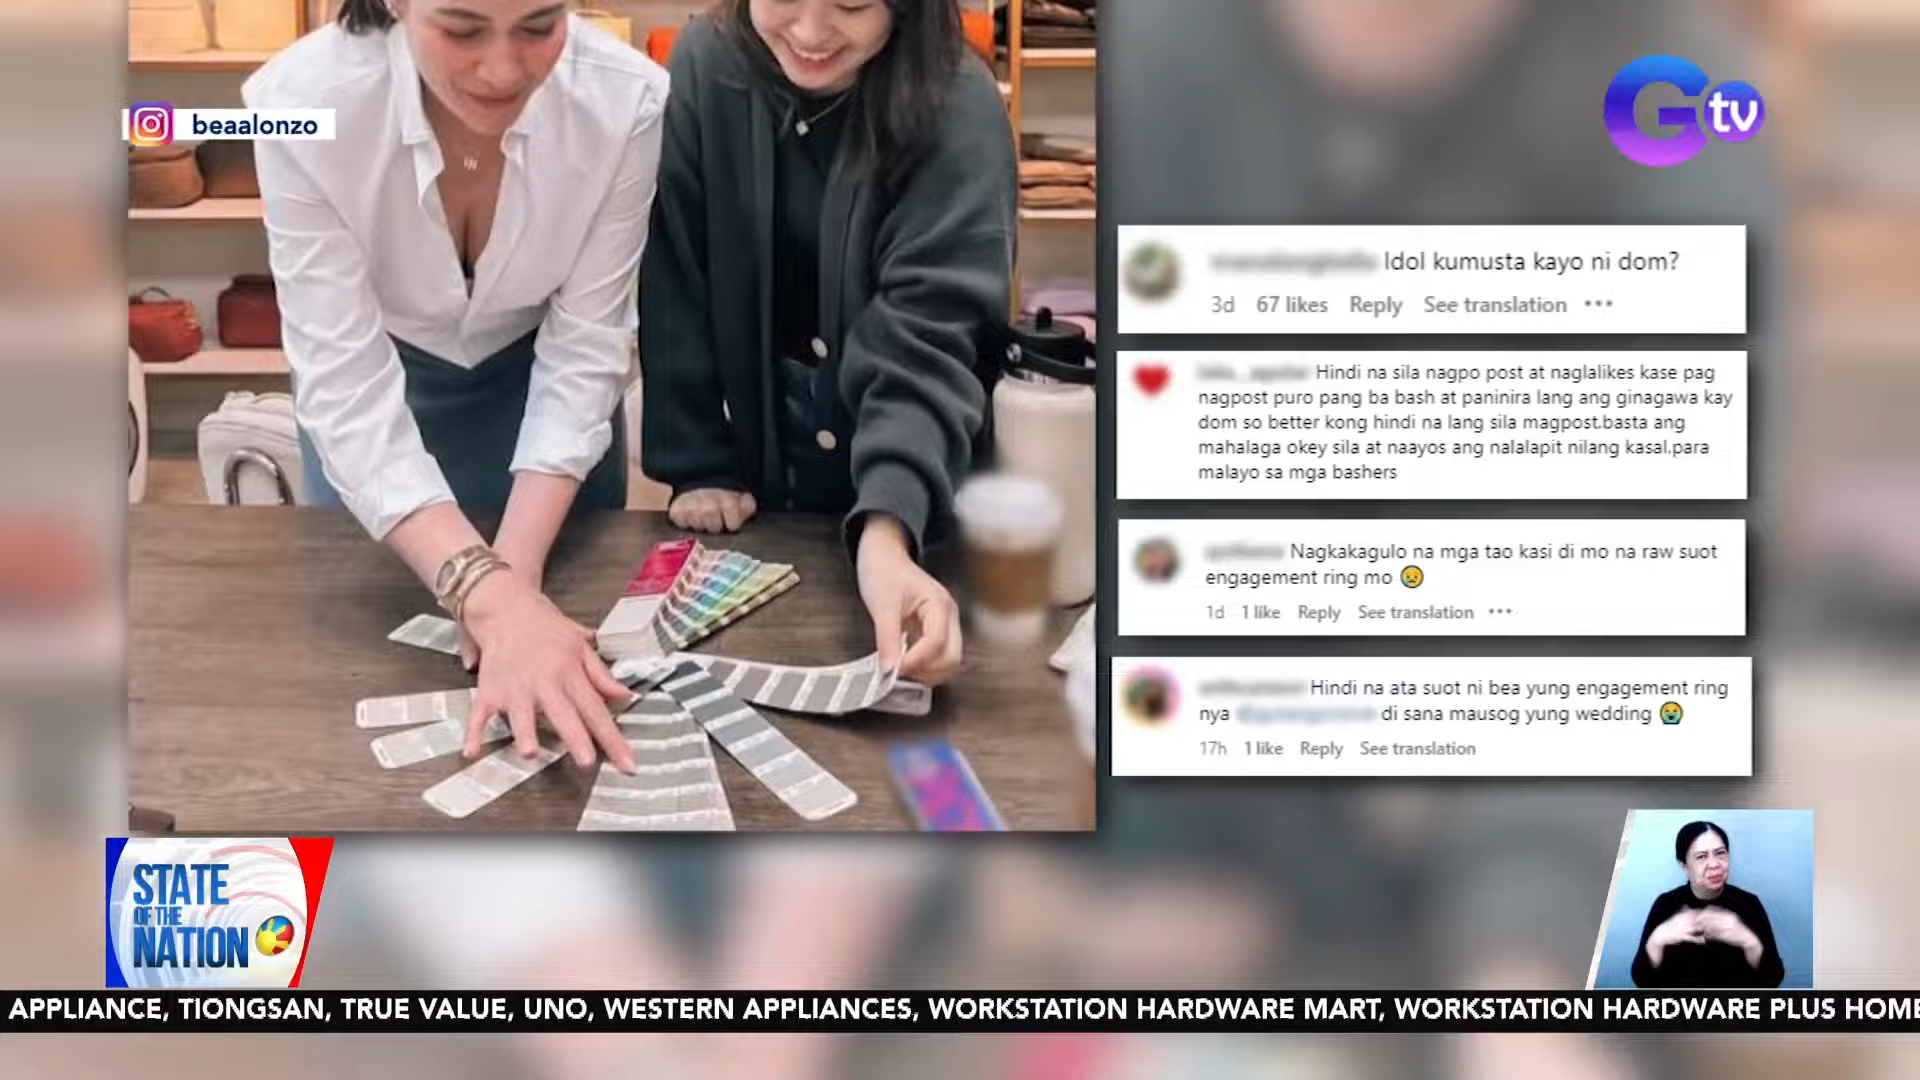 beaalonzo
G tv
Idol kumusta kayo ni dom?
3d 67 likes Reply See translation •••
Hindi na sila nagpo post at naglalikes kase pag
nagpost puro pang ba bash at paninira lang ang ginagawa kay
dom so better kong hindi na lang sila magpost.basta ang
mahalaga okey sila at naayos ang nalalapit nilang kasal.para
malayo sa mga bashers
Nagkakagulo na mga tao kasi di mo na raw suot
engagement ring mo 😢
1d 1 like Reply See translation •••
Hindi na ata suot ni bea yung engagement ring
nya di sana mausog yung wedding 😭
17h 1 like Reply See translation
STATE
OF THE
NATION
APPLIANCE, TIONGSAN, TRUE VALUE, UNO, WESTERN APPLIANCES, WORKSTATION HARDWARE MART, WORKSTATION HARDWARE PLUS HOME